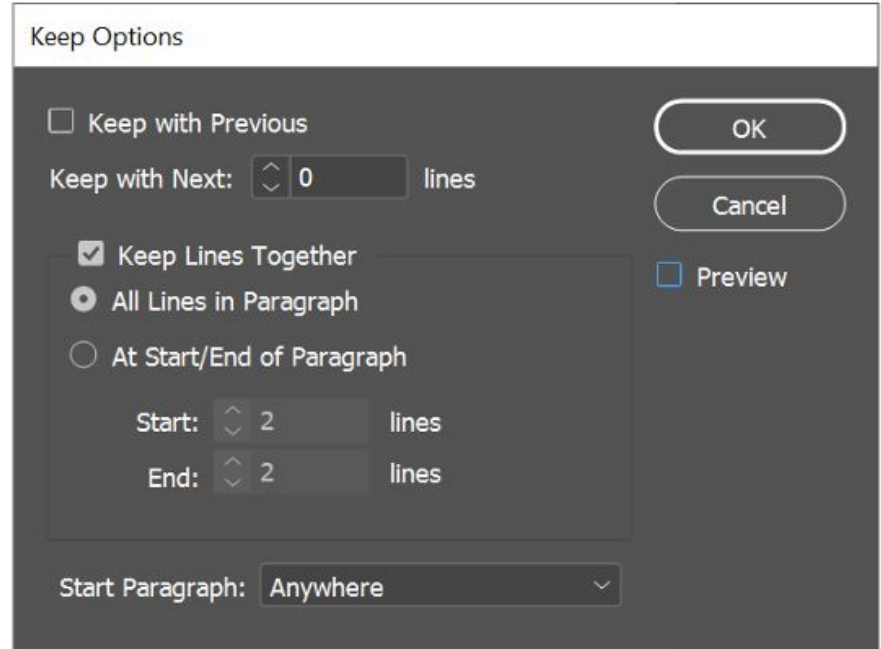 Keep Options
Keep with Previous
OK
Keep with Next: 0 lines
Cancel
Keep Lines Together
Preview
All Lines in Paragraph
At Start/End of Paragraph
Start: 2 lines
End: 2 lines
Start Paragraph: Anywhere